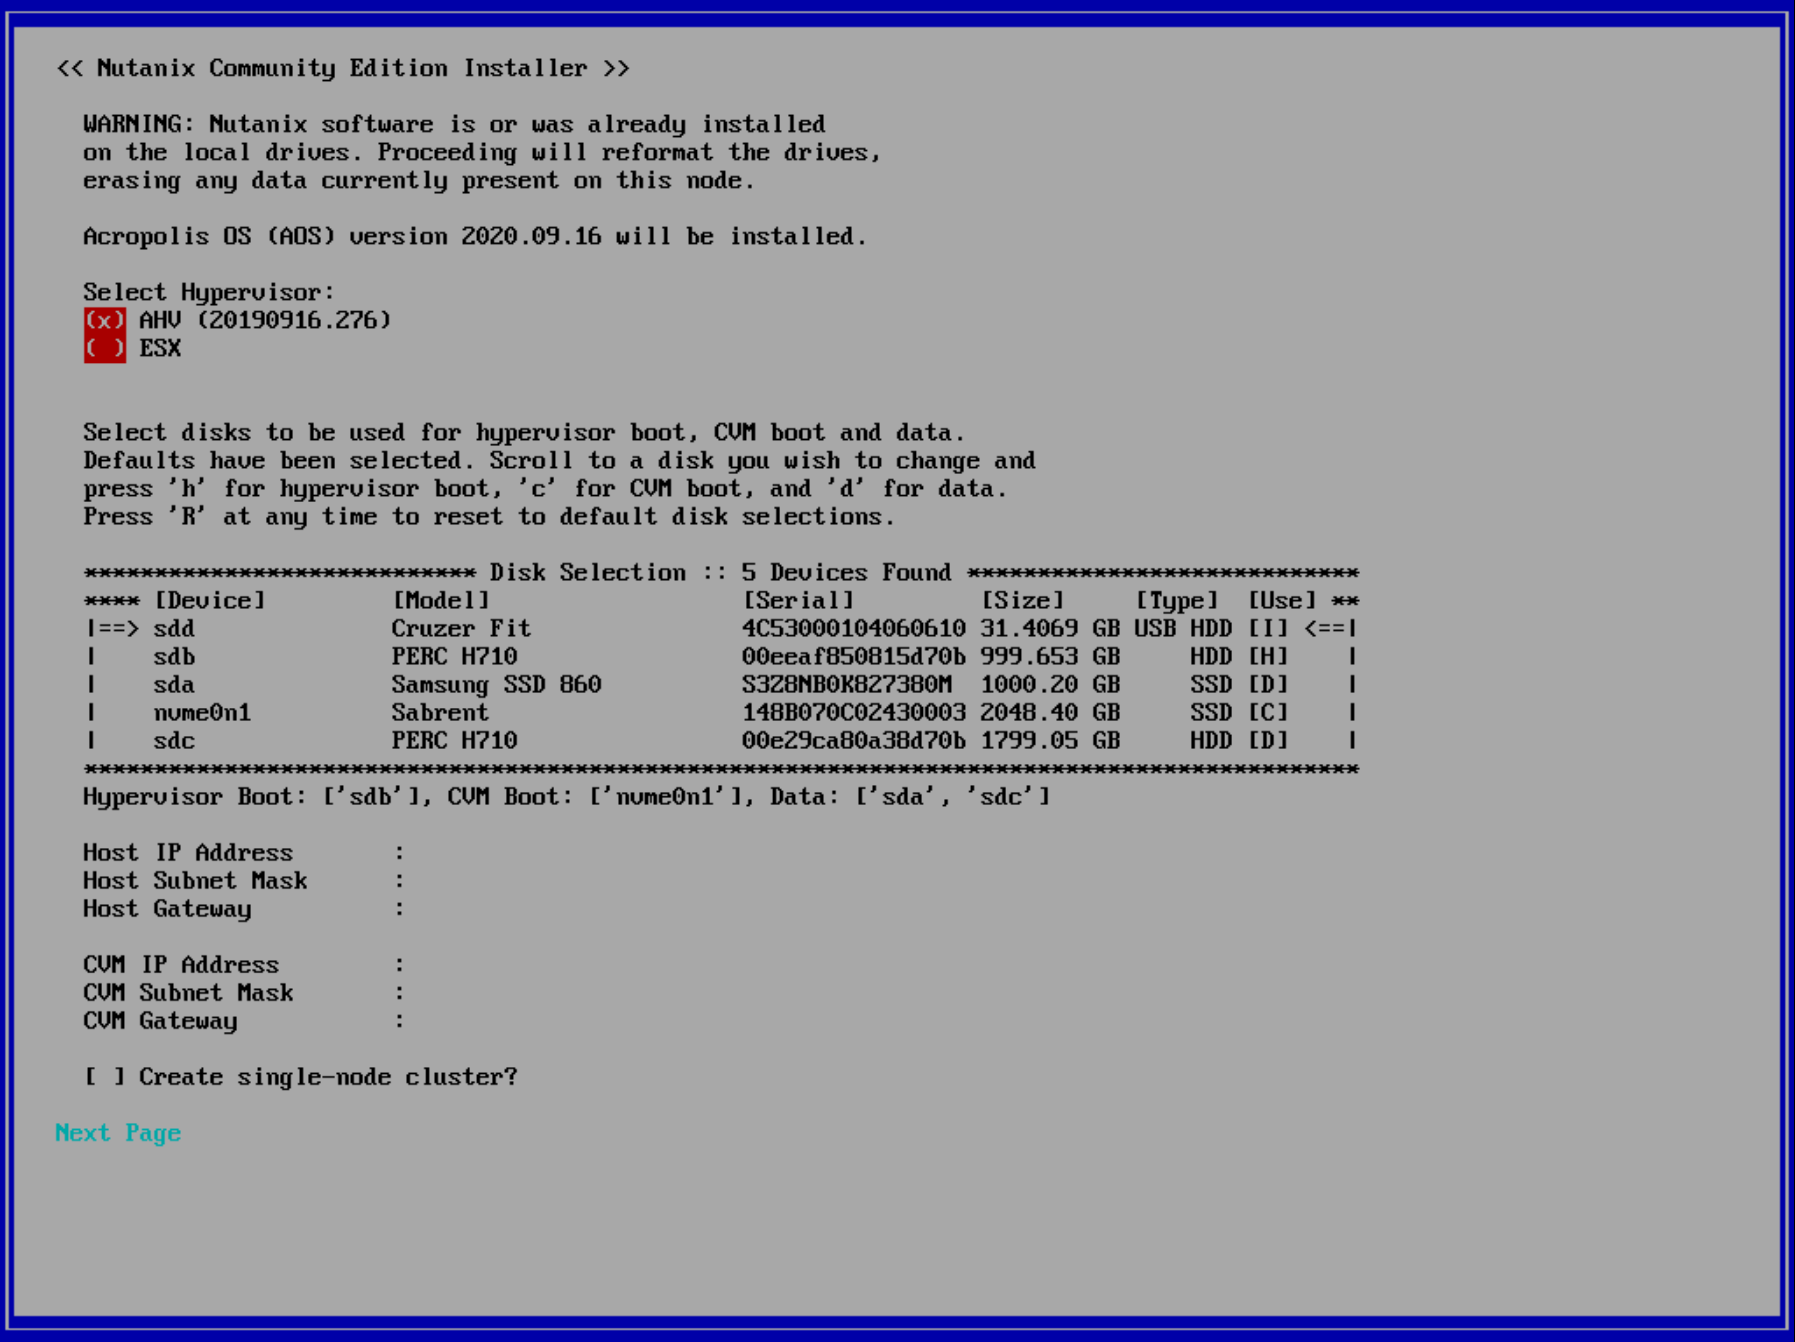 << Nutanix Community Edition Installer >>
WARNING: Nutanix software is or was already installed
on the local drives. Proceeding will reformat the drives,
erasing any data currently present on this node.
Acropolis OS (AOS) version 2020.09.16 will be installed.
Select Hypervisor:
(x) AHV (20190916.276)
( ) ESX
Select disks to be used for hypervisor boot, CVM boot and data.
Defaults have been selected. Scroll to a disk you wish to change and
press 'h' for hypervisor boot, 'c' for CVM boot, and 'd' for data.
Press 'R' at any time to reset to default disk selections.
**************************** Disk Selection :: 5 Devices Found ****************************
**** [Device] [Model] [Serial] [Size] [Type] [Use] **
|==> sdd Cruzer Fit 4C53000104060610 31.4069 GB USB HDD [I] <==|
| sdb PERC H710 00eeaf850815d70b 999.653 GB HDD [H] |
| sda Samsung SSD 860 S3Z8NB0K827380M 1000.20 GB SSD [D] |
| nvme0n1 Sabrent 148B070C02430003 2048.40 GB SSD [C] |
| sdc PERC H710 00e29ca80a38d70b 1799.05 GB HDD [D] |
*******************************************************************************************
Hypervisor Boot: ['sdb'], CVM Boot: ['nvme0n1'], Data: ['sda', 'sdc']
Host IP Address :
Host Subnet Mask :
Host Gateway :
CVM IP Address :
CVM Subnet Mask :
CVM Gateway :
[ ] Create single-node cluster?
Next Page